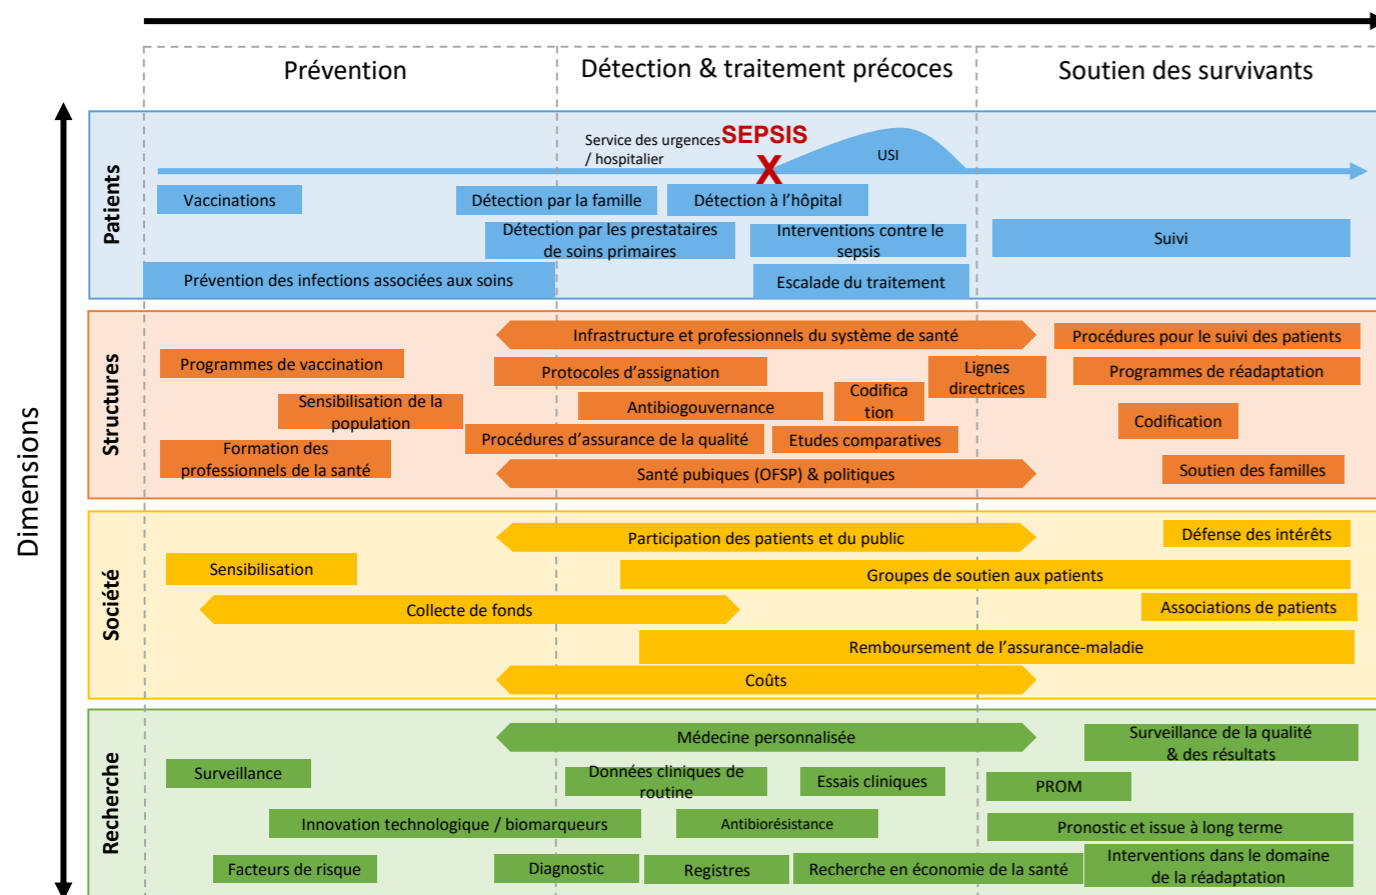 Prévention
Détection & traitement précoces
Soutien des survivants
Dimensions
Patients
Service des urgences
/ hospitalier
SEPSIS
X
USI
Vaccinations
Détection par la famille
Détection à l’hôpital
Détection par les prestataires
de soins primaires
Interventions contre le
sepsis
Suivi
Prévention des infections associées aux soins
Escalade du traitement
Structures
Infrastructure et professionnels du système de santé
Procédures pour le suivi des patients
Programmes de vaccination
Protocoles d’assignation
Lignes
directrices
Programmes de réadaptation
Sensibilisation de la
population
Antibiogouvernance
Codifica
tion
Codification
Formation des
professionnels de la santé
Procédures d’assurance de la qualité
Etudes comparatives
Santé pubiques (OFSP) & politiques
Soutien des familles
Société
Participation des patients et du public
Défense des intérêts
Sensibilisation
Groupes de soutien aux patients
Collecte de fonds
Associations de patients
Remboursement de l’assurance-maladie
Coûts
Recherche
Médecine personnalisée
Surveillance de la qualité
& des résultats
Surveillance
Données cliniques de
routine
Essais cliniques
PROM
Innovation technologique / biomarqueurs
Antibiorésistance
Pronostic et issue à long terme
Facteurs de risque
Diagnostic
Registres
Recherche en économie de la santé
Interventions dans le domaine
de la réadaptation